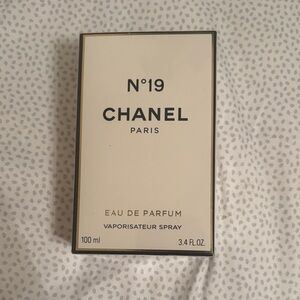 N°19
CHANEL
PARIS
EAU DE PARFUM
VAPORISATEUR SPRAY
100 ml 3.4 FL.OZ.